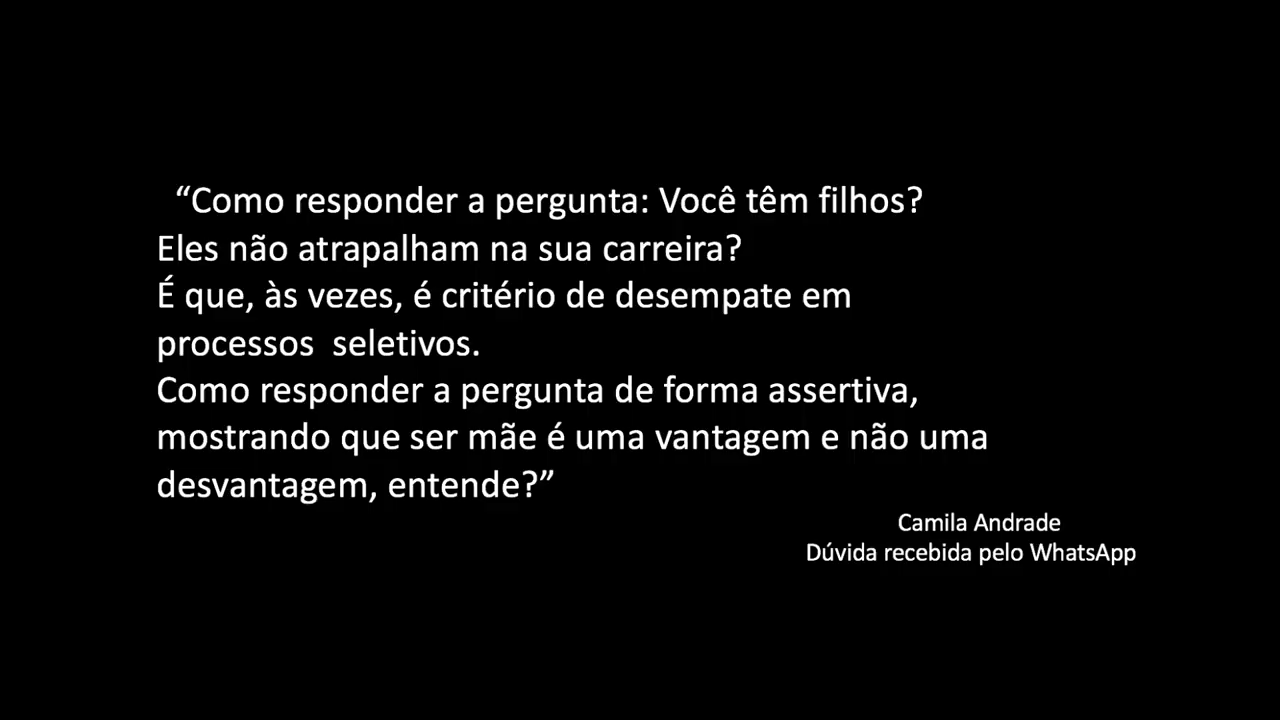 “Como responder a pergunta: Você têm filhos?
Eles não atrapalham na sua carreira?
É que, às vezes, é critério de desempate em
processos  seletivos.
Como responder a pergunta de forma assertiva,
mostrando que ser mãe é uma vantagem e não uma
desvantagem, entende?”
Camila Andrade
Dúvida recebida pelo WhatsApp